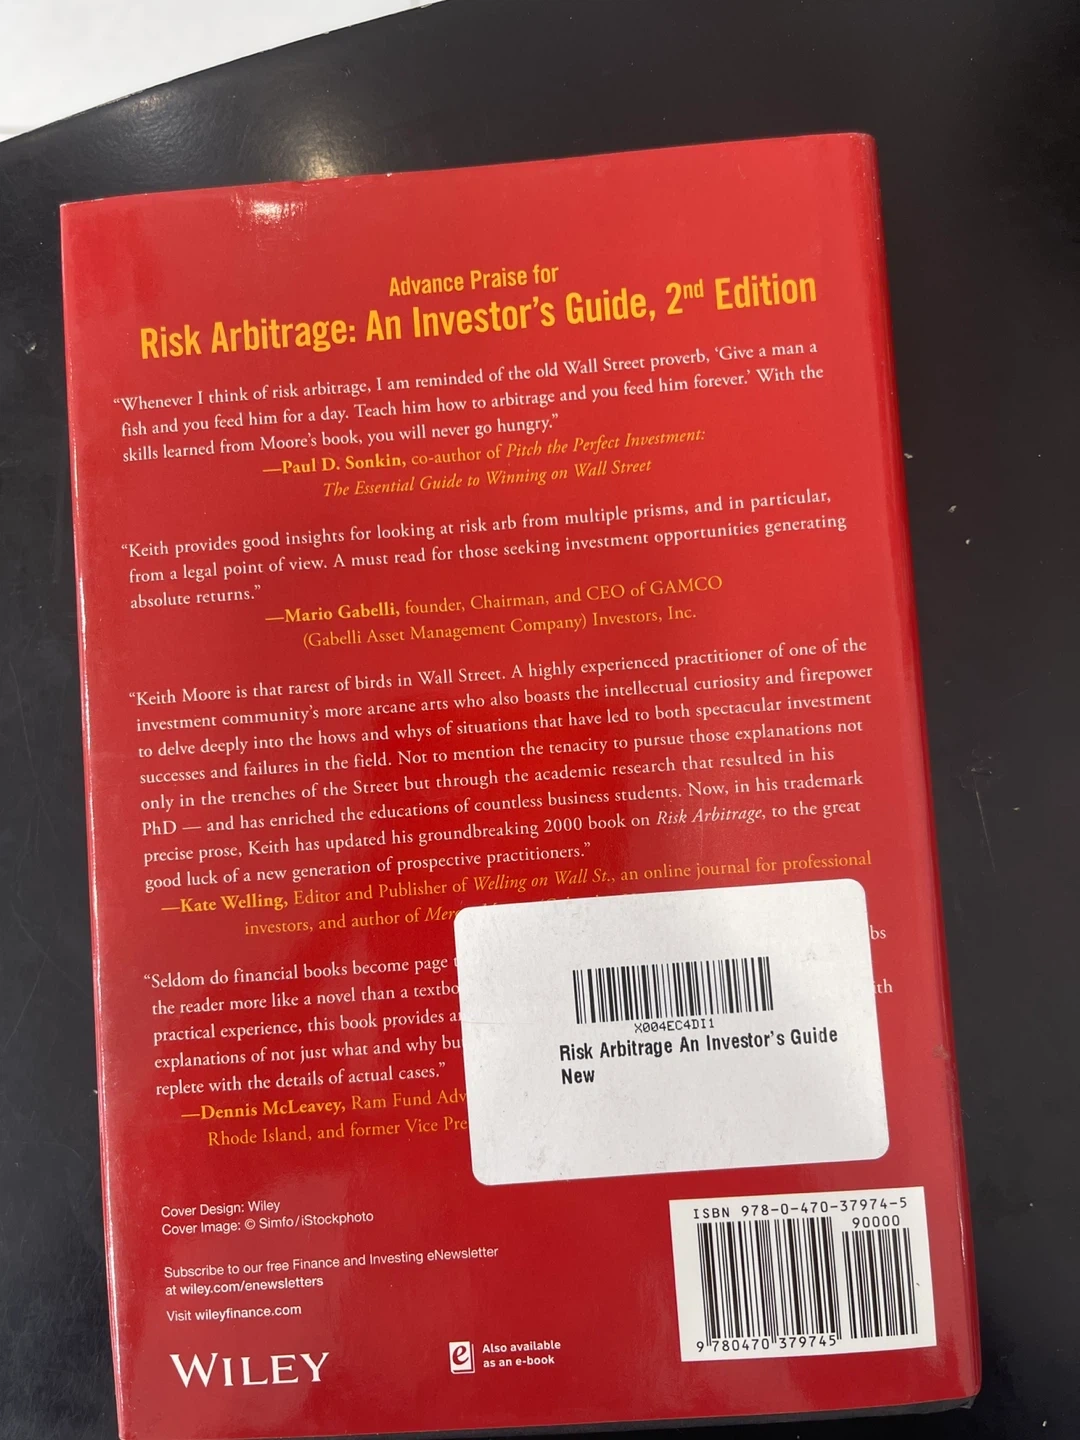 Advance Praise for
Risk Arbitrage: An Investor's Guide, 2nd Edition
“Whenever I think of risk arbitrage, I am reminded of the old Wall Street proverb, ‘Give a man a
fish and you feed him for a day. Teach him how to arbitrage and you feed him forever.’ With the
skills learned from Moore’s book, you will never go hungry.”
—Paul D. Sonkin, co-author of Pitch the Perfect Investment:
The Essential Guide to Winning on Wall Street
“Keith provides good insights for looking at risk arb from multiple prisms, and in particular,
from a legal point of view. A must read for those seeking investment opportunities generating
absolute returns.”
—Mario Gabelli, founder, Chairman, and CEO of GAMCO
(Gabelli Asset Management Company) Investors, Inc.
“Keith Moore is that rarest of birds in Wall Street. A highly experienced practitioner of one of the
investment community’s more arcane arts who also boasts the intellectual curiosity and firepower
to delve deeply into the hows and whys of situations that have led to both spectacular investment
successes and failures in the field. Not to mention the tenacity to pursue those explanations not
only in the trenches of the Street but through the academic research that resulted in his
PhD — and has enriched the educations of countless business students. Now, in his trademark
precise prose, Keith has updated his groundbreaking 2000 book on Risk Arbitrage, to the great
good luck of a new generation of prospective practitioners.”
—Kate Welling, Editor and Publisher of Welling on Wall St., an online journal for professional
investors, and author of
“Seldom do financial books become page
the reader more like a novel than a
practical experience, this book provides
explanations of not just what and why
replete with the details of actual cases.”
—Dennis McLeavey, Ram Fund
Rhode Island, and former Vice
X004EC4DI1
Risk Arbitrage An Investor's Guide
New
Cover Design: Wiley
Cover Image: © Simfo/iStockphoto
Subscribe to our free Finance and Investing eNewsletter
at wiley.com/enewsletters
Visit wileyfinance.com
WILEY
e
Also available
as an e-book
ISBN 978-0-470-37974-5
90000
9 780470 379745